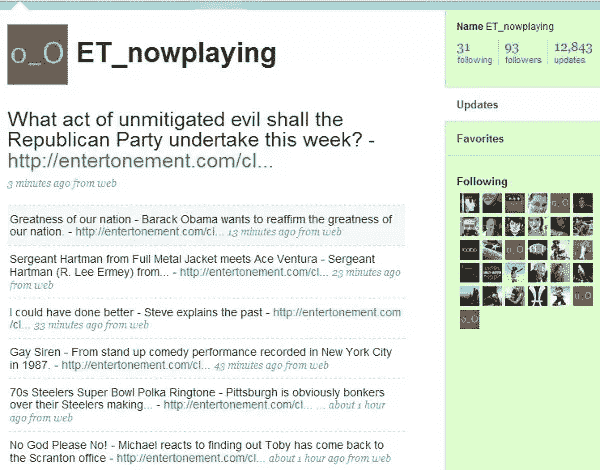 o_O ET_nowplaying
What act of unmitigated evil shall the
Republican Party undertake this week? -
http://entertonement.com/cl...
3 minutes ago from web
Greatness of our nation - Barack Obama wants to reaffirm the greatness of
our nation. - http://entertonement.com/cl... 13 minutes ago from web
Sergeant Hartman from Full Metal Jacket meets Ace Ventura - Sergeant
Hartman (R. Lee Ermey) from... - http://entertonement.com/cl... 23 minutes ago
from web
I could have done better - Steve explains the past - http://entertonement.com
/cl... 33 minutes ago from web
Gay Siren - From stand up comedy performance recorded in New York City
in 1987. - http://entertonement.com/cl... 43 minutes ago from web
70s Steelers Super Bowl Polka Ringtone - Pittsburgh is obviously bonkers
over their Steelers making... - http://entertonement.com/cl... ... about 1 hour
ago from web
No God Please No! - Michael reacts to finding out Toby has come back to
the Scranton office - http://entertonement.com/cl... about 1 hour ago from web
Name ET_nowplaying
31 93 12,843
following followers updates
Updates
Favorites
Following
o_O
o_O
o_O
o_O
o_O